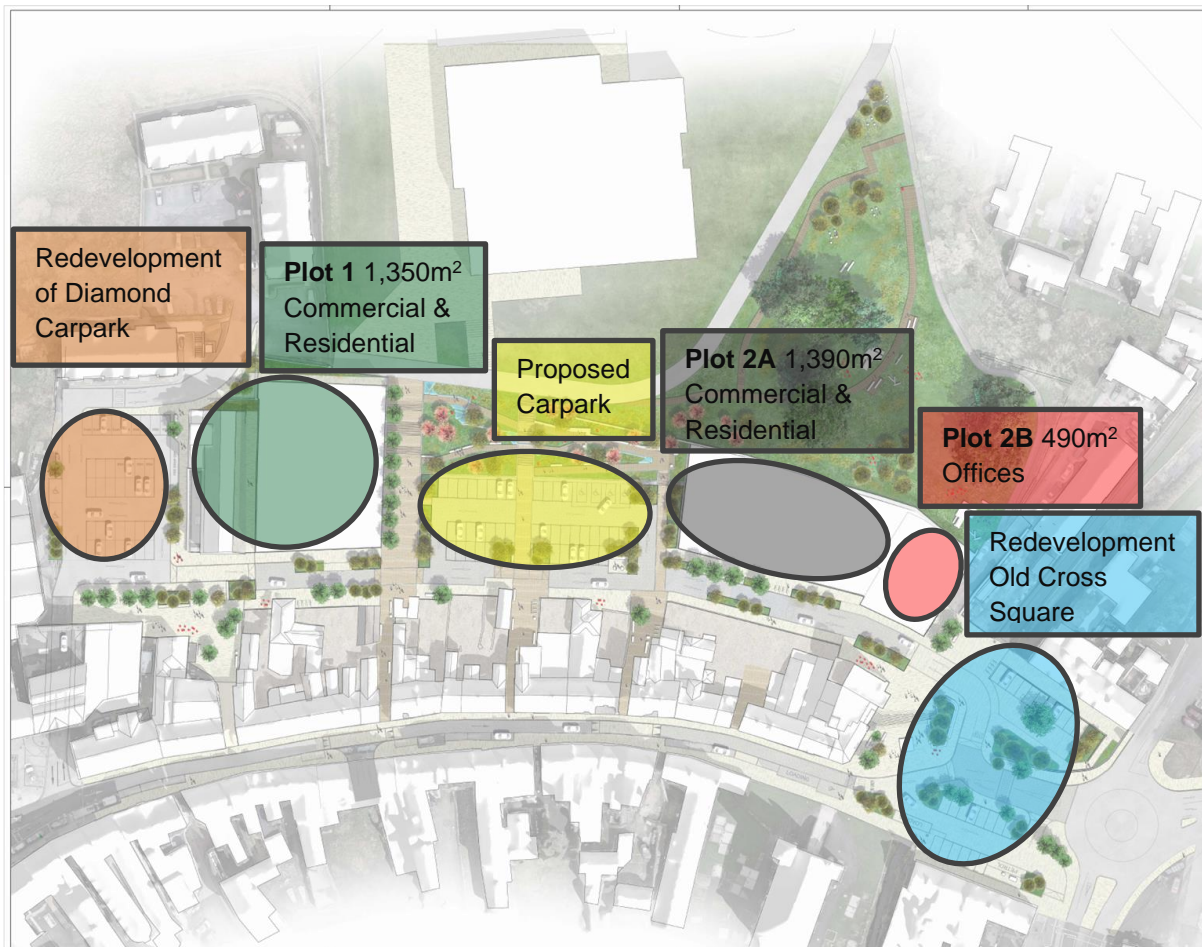 Redevelopment
of Diamond
Carpark
Plot 1 1,350m²
Commercial &
Residential
Proposed
Carpark
Plot 2A 1,390m²
Commercial &
Residential
Plot 2B 490m²
Offices
Redevelopment
Old Cross
Square
LOADING